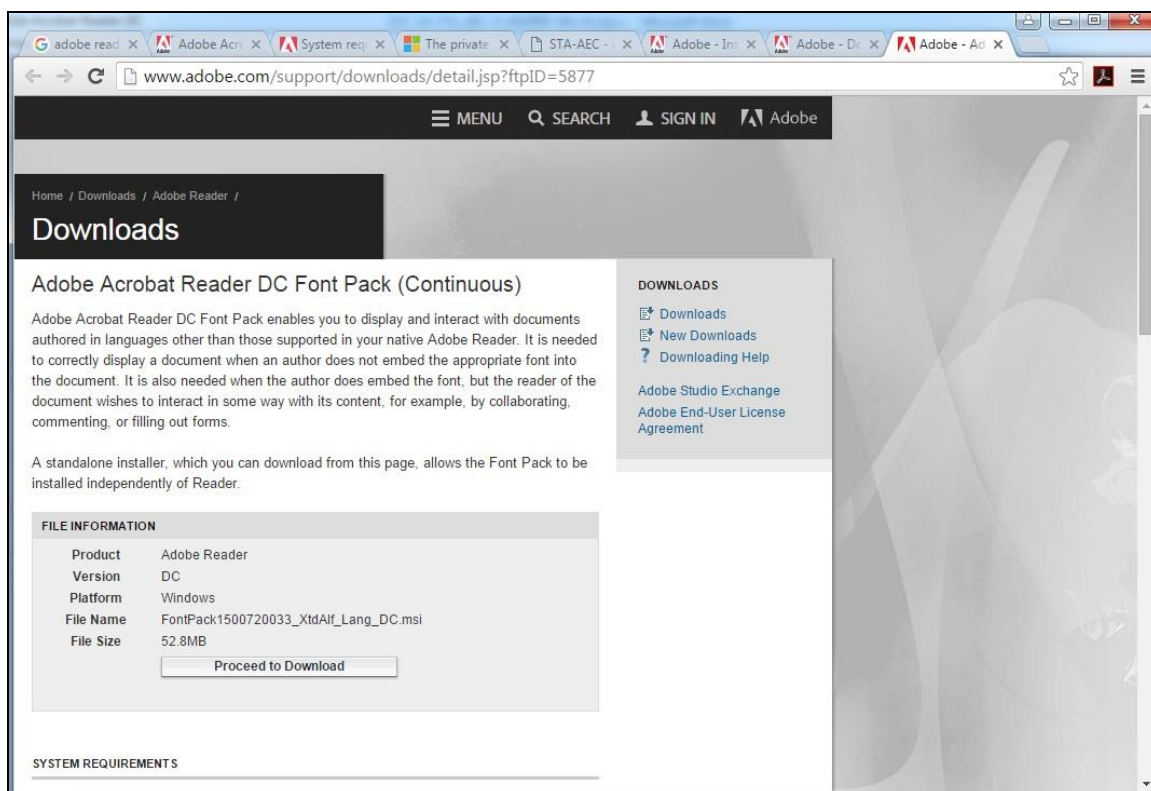 adobe read
Adobe Acro
System req
The private
STA-AEC -
Adobe - Ins
Adobe - Do
Adobe - Ad
www.adobe.com/support/downloads/detail.jsp?ftpID=5877
MENU SEARCH SIGN IN Adobe
Home / Downloads / Adobe Reader /
Downloads
Adobe Acrobat Reader DC Font Pack (Continuous)
Adobe Acrobat Reader DC Font Pack enables you to display and interact with documents
authored in languages other than those supported in your native Adobe Reader. It is needed
to correctly display a document when an author does not embed the appropriate font into
the document. It is also needed when the author does embed the font, but the reader of the
document wishes to interact in some way with its content, for example, by collaborating,
commenting, or filling out forms.
A standalone installer, which you can download from this page, allows the Font Pack to be
installed independently of Reader.
FILE INFORMATION
Product Adobe Reader
Version DC
Platform Windows
File Name FontPack1500720033_XtdAlf_Lang_DC.msi
File Size 52.8MB
Proceed to Download
SYSTEM REQUIREMENTS
DOWNLOADS
Downloads
New Downloads
? Downloading Help
Adobe Studio Exchange
Adobe End-User License
Agreement